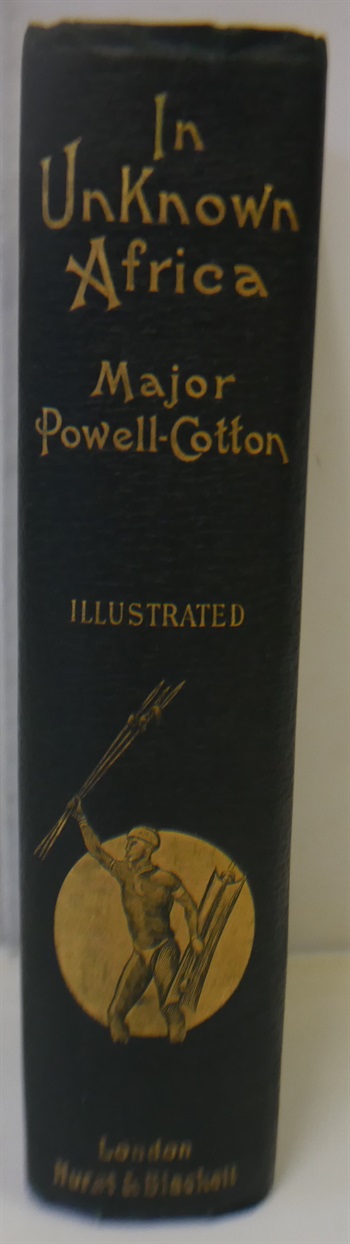 In
UnKnown
Africa
Major
Powell-Cotton
ILLUSTRATED
London
Hurst & Blackett